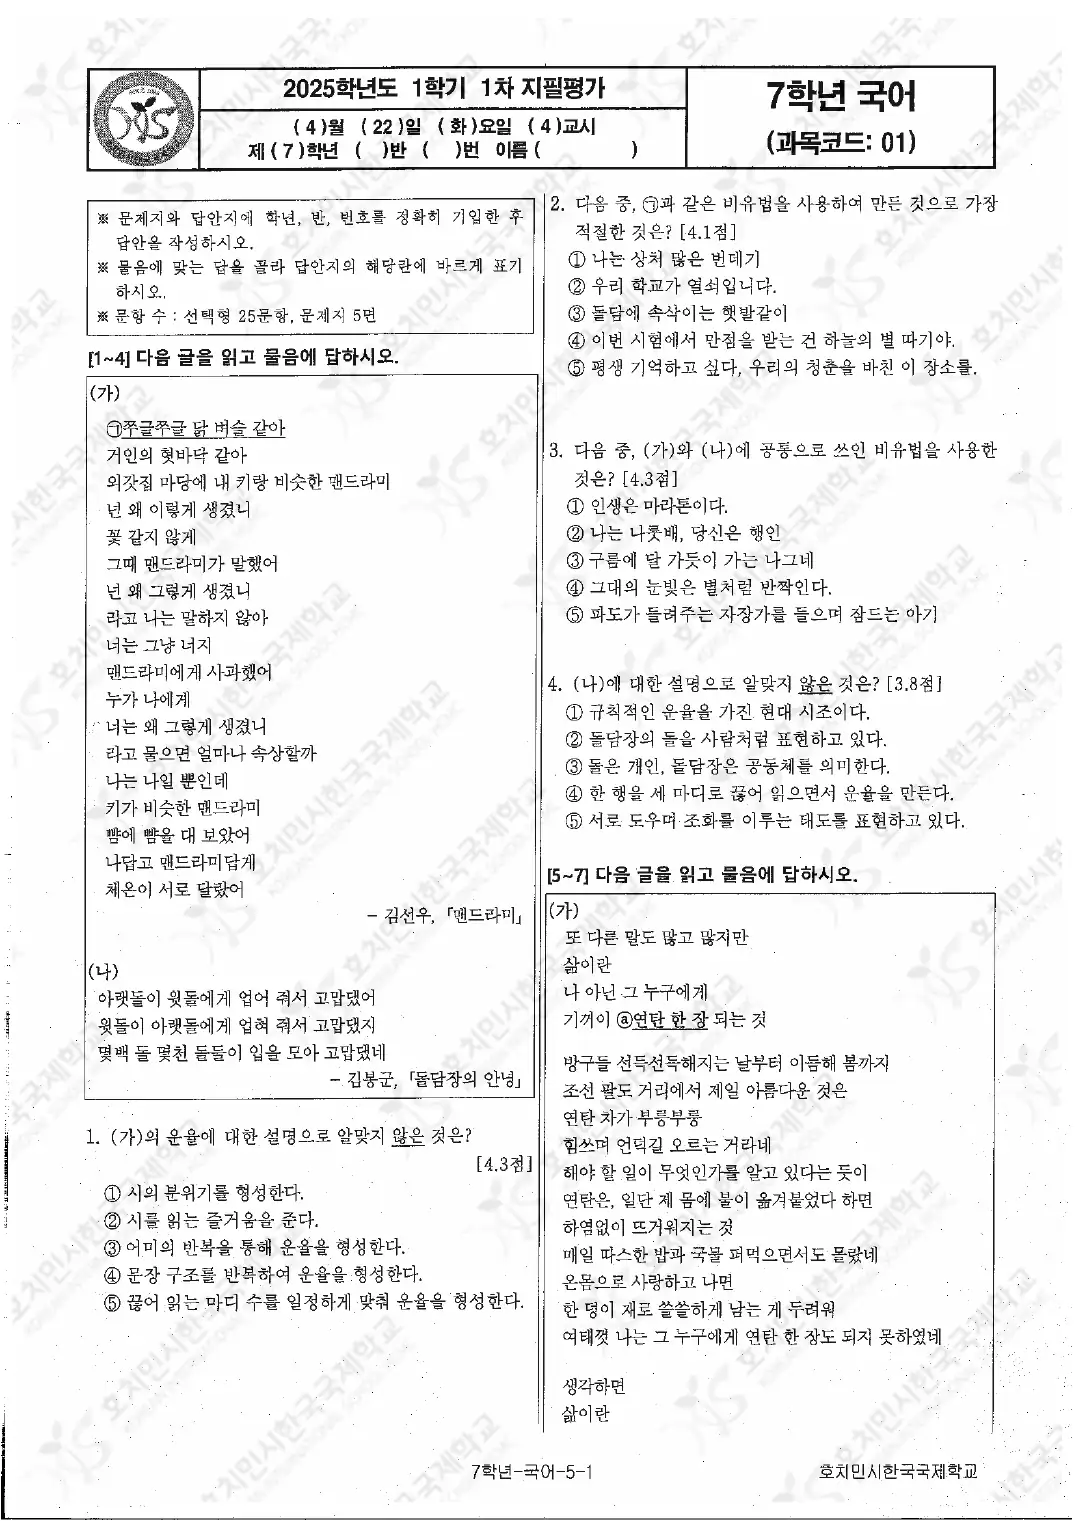 2025학년도 1학기 1차 지필평가
( 4 )월 ( 22 )일 ( 화 )요일 ( 4 )교시
제 ( 7 )학년 ( )반 ( )번 이름 ( )
7학년 국어
(과목코드: 01)
※ 문제지와 답안지에 학년, 반, 번호를 정확히 기입한 후
답안을 작성하시오.
※ 물음에 맞는 답을 골라 답안지의 해당란에 바르게 표기
하시오.
※ 문항 수 : 선택형 25문항, 문제지 5면
[1~4] 다음 글을 읽고 물음에 답하시오.
(가)
㉠쭈글쭈글 닭 벼슬 같아
거인의 혓바닥 같아
외갓집 마당에 내 키랑 비슷한 맨드라미
넌 왜 이렇게 생겼니
꽃 같지 않게
그때 맨드라미가 말했어
넌 왜 그렇게 생겼니
라고 나는 말하지 않아
너는 그냥 너지
맨드라미에게 사과했어
누가 나에게
너는 왜 그렇게 생겼니
라고 물으면 얼마나 속상할까
나는 나일 뿐인데
키가 비슷한 맨드라미
뺨에 뺨을 대 보았어
나답고 맨드라미답게
체온이 서로 달랐어
- 김선우, 「맨드라미」
(나)
아랫돌이 윗돌에게 업어 줘서 고맙댔어
윗돌이 아랫돌에게 업혀 줘서 고맙댔지
몇백 돌 몇천 돌들이 입을 모아 고맙댔네
- 김봉군, 「돌담장의 안녕」
1. (가)의 운율에 대한 설명으로 알맞지 않은 것은?
[4.3점]
① 시의 분위기를 형성한다.
② 시를 읽는 즐거움을 준다.
③ 어미의 반복을 통해 운율을 형성한다.
④ 문장 구조를 반복하여 운율을 형성한다.
⑤ 끊어 읽는 마디 수를 일정하게 맞춰 운율을 형성한다.
2. 다음 중, ㉠과 같은 비유법을 사용하여 만든 것으로 가장
적절한 것은? [4.1점]
① 나는 상처 많은 번데기
② 우리 학교가 열쇠입니다.
③ 돌담에 속삭이는 햇발같이
④ 이번 시험에서 만점을 받는 건 하늘의 별 따기야.
⑤ 평생 기억하고 싶다, 우리의 청춘을 바친 이 장소를.
3. 다음 중, (가)와 (나)에 공통으로 쓰인 비유법을 사용한
것은? [4.3점]
① 인생은 마라톤이다.
② 나는 나룻배, 당신은 행인
③ 구름에 달 가듯이 가는 나그네
④ 그대의 눈빛은 별처럼 반짝인다.
⑤ 파도가 들려주는 자장가를 들으며 잠드는 아기
4. (나)에 대한 설명으로 알맞지 않은 것은? [3.8점]
① 규칙적인 운율을 가진 현대 시조이다.
② 돌담장의 돌을 사람처럼 표현하고 있다.
③ 돌은 개인, 돌담장은 공동체를 의미한다.
④ 한 행을 세 마디로 끊어 읽으면서 운율을 만든다.
⑤ 서로 도우며 조화를 이루는 태도를 표현하고 있다.
[5~7] 다음 글을 읽고 물음에 답하시오.
(가)
또 다른 말도 많고 많지만
삶이란
나 아닌 그 누구에게
기꺼이 ⓐ연탄 한 장 되는 것
방구들 선득선득해지는 날부터 이듬해 봄까지
조선 팔도 거리에서 제일 아름다운 것은
연탄 차가 부릉부릉
힘쓰며 언덕길 오르는 거라네
해야 할 일이 무엇인가를 알고 있다는 듯이
연탄은, 일단 제 몸에 불이 옮겨붙었다 하면
하염없이 뜨거워지는 것
매일 따스한 밥과 국물 퍼먹으면서도 몰랐네
온몸으로 사랑하고 나면
한 덩이 재로 쓸쓸하게 남는 게 두려워
여태껏 나는 그 누구에게 연탄 한 장도 되지 못하였네
생각하면
삶이란
7학년-국어-5-1
호치민시한국국제학교